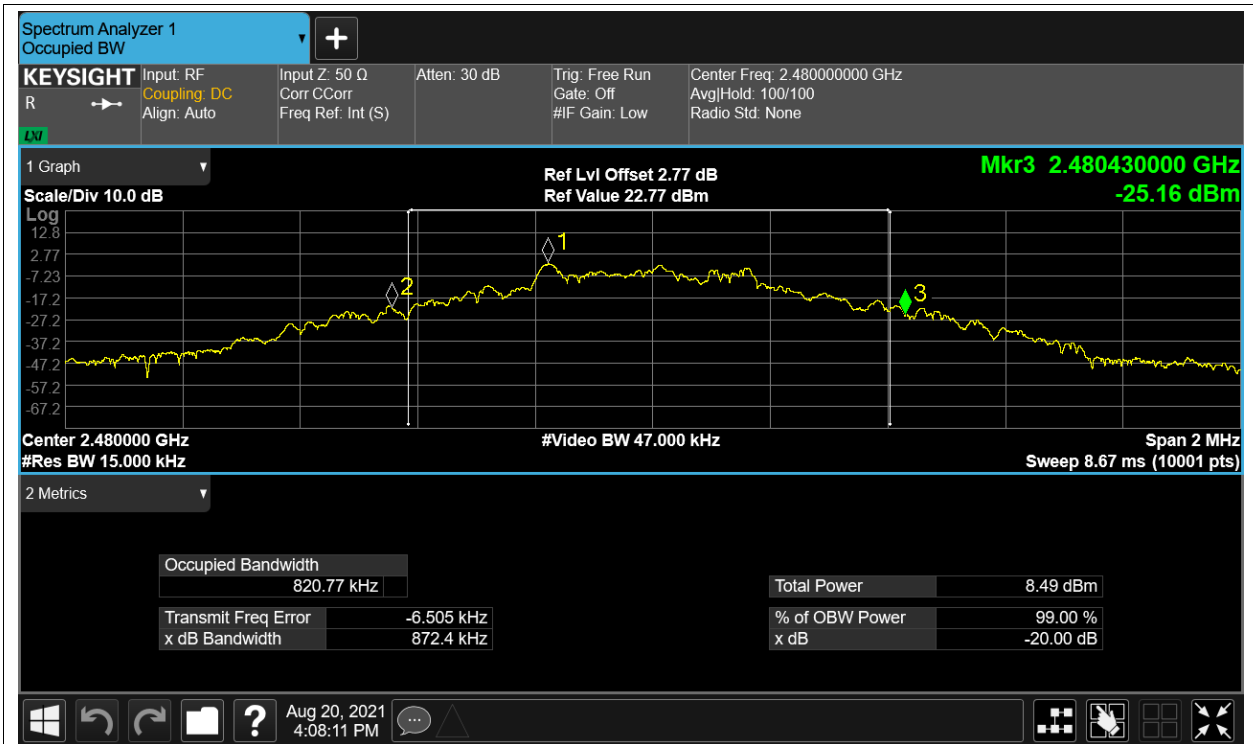 Spectrum Analyzer 1
Occupied BW
KEYSIGHT
R
LXI
Input: RF
Coupling: DC
Align: Auto
Input Z: 50 Ω
Corr CCorr
Freq Ref: Int (S)
Atten: 30 dB
Trig: Free Run
Gate: Off
#IF Gain: Low
Center Freq: 2.480000000 GHz
Avg|Hold: 100/100
Radio Std: None
1 Graph
Scale/Div 10.0 dB
Ref Lvl Offset 2.77 dB
Ref Value 22.77 dBm
Mkr3 2.480430000 GHz
-25.16 dBm
Log
12.8
2.77
-7.23
-17.2
-27.2
-37.2
-47.2
-57.2
-67.2
1
2
3
Center 2.480000 GHz
#Res BW 15.000 kHz
#Video BW 47.000 kHz
Span 2 MHz
Sweep 8.67 ms (10001 pts)
2 Metrics
Occupied Bandwidth
820.77 kHz
Transmit Freq Error -6.505 kHz
x dB Bandwidth 872.4 kHz
Total Power 8.49 dBm
% of OBW Power 99.00 %
x dB -20.00 dB
?
Aug 20, 2021
4:08:11 PM